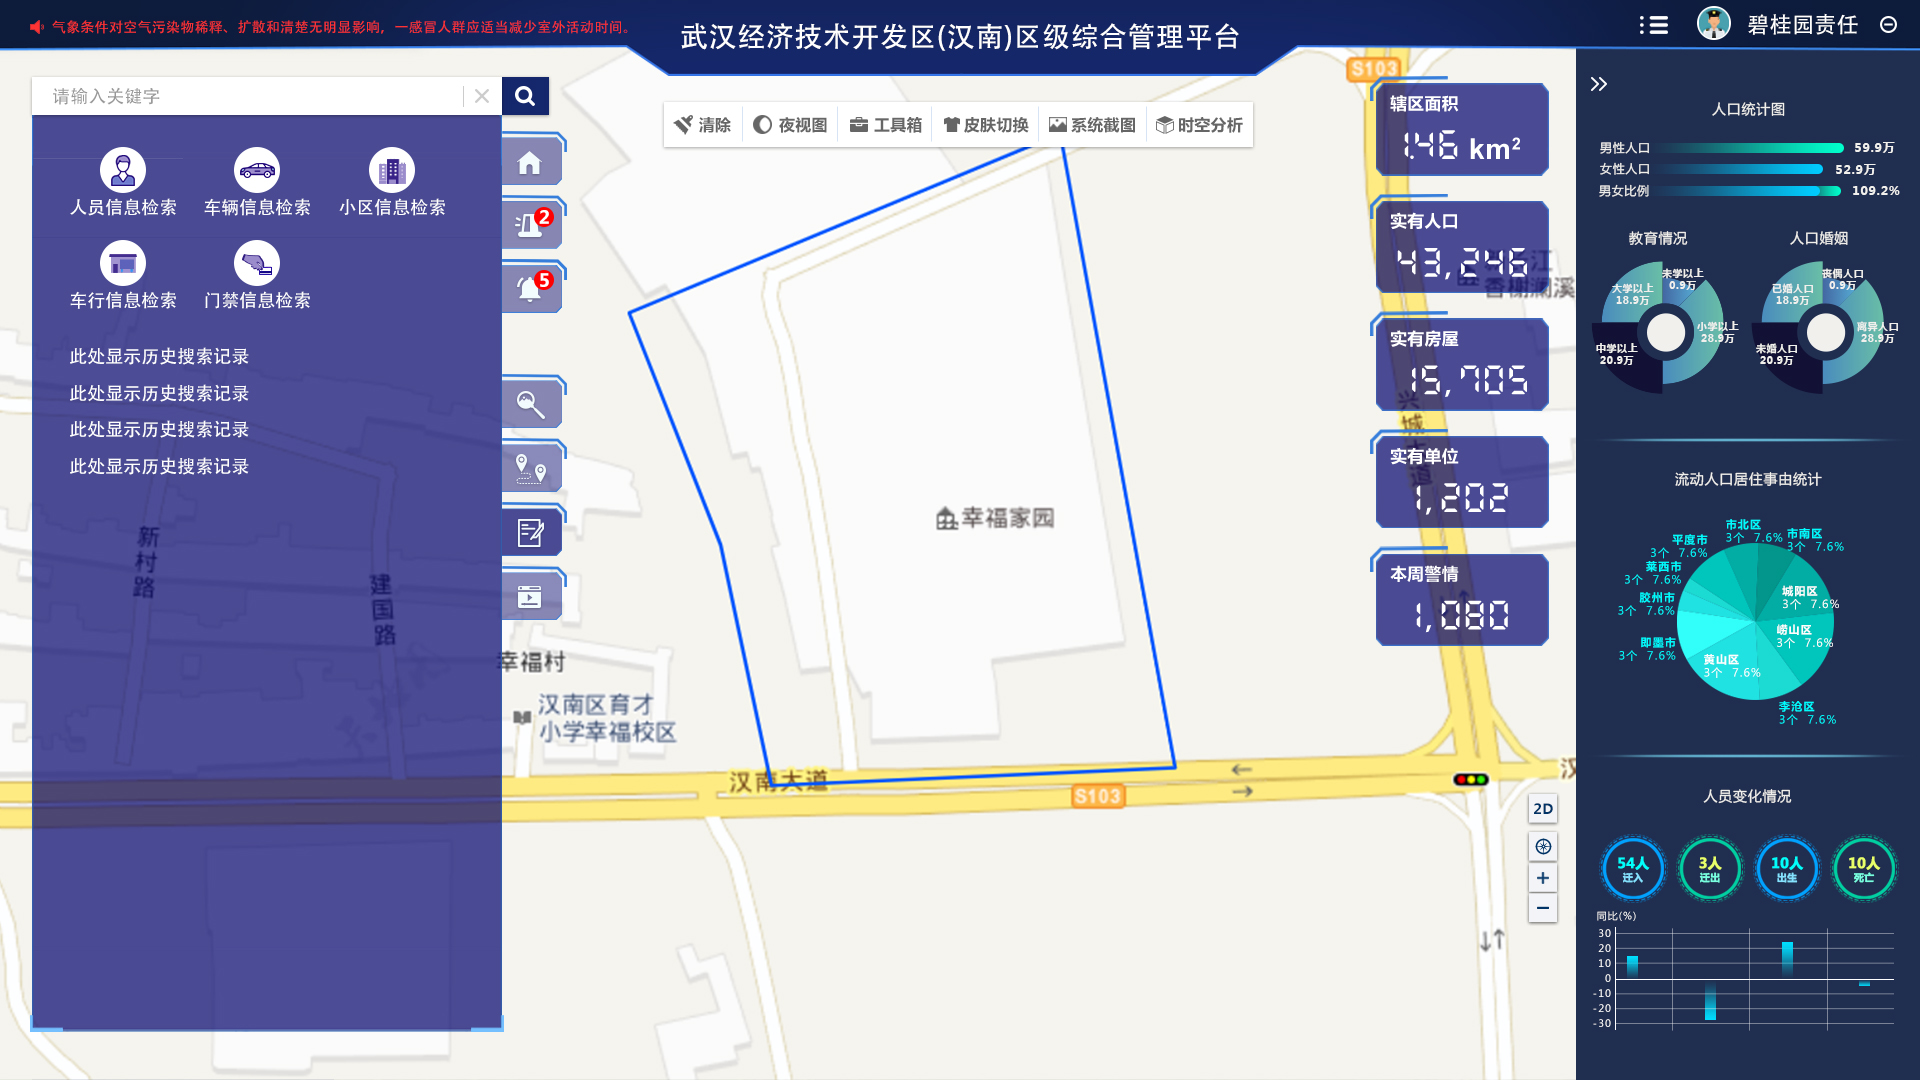 气象条件对空气污染物稀释、扩散和清楚无明显影响，一感冒人群应适当减少室外活动时间。
武汉经济技术开发区(汉南)区级综合管理平台
碧桂园责任
请输入关键字
人员信息检索
车辆信息检索
小区信息检索
车行信息检索
门禁信息检索
此处显示历史搜索记录
此处显示历史搜索记录
此处显示历史搜索记录
此处显示历史搜索记录
2
5
清除
夜视图
工具箱
皮肤切换
系统截图
时空分析
新村路
建国路
幸福村
汉南区育才
小学幸福校区
幸福家园
汉南大道
S103
S103
香榭澜溪
辖区面积
1.46 km²
实有人口
43,246
实有房屋
15,705
实有单位
1,202
本周警情
1,080
2D
+
−
人口统计图
男性人口 59.9万
女性人口 52.9万
男女比例 109.2%
教育情况
未学以上
0.9万
大学以上
18.9万
小学以上
28.9万
中学以上
20.9万
人口婚姻
丧偶人口
0.9万
已婚人口
18.9万
离异人口
28.9万
未婚人口
20.9万
流动人口居住事由统计
市北区
3个 7.6%
市南区
3个 7.6%
平度市
3个 7.6%
莱西市
3个 7.6%
胶州市
3个 7.6%
即墨市
3个 7.6%
城阳区
3个 7.6%
崂山区
3个 7.6%
黄山区
3个 7.6%
李沧区
3个 7.6%
人员变化情况
54人
迁入
3人
迁出
10人
出生
10人
死亡
同比(%)
30
20
10
0
-10
-20
-30